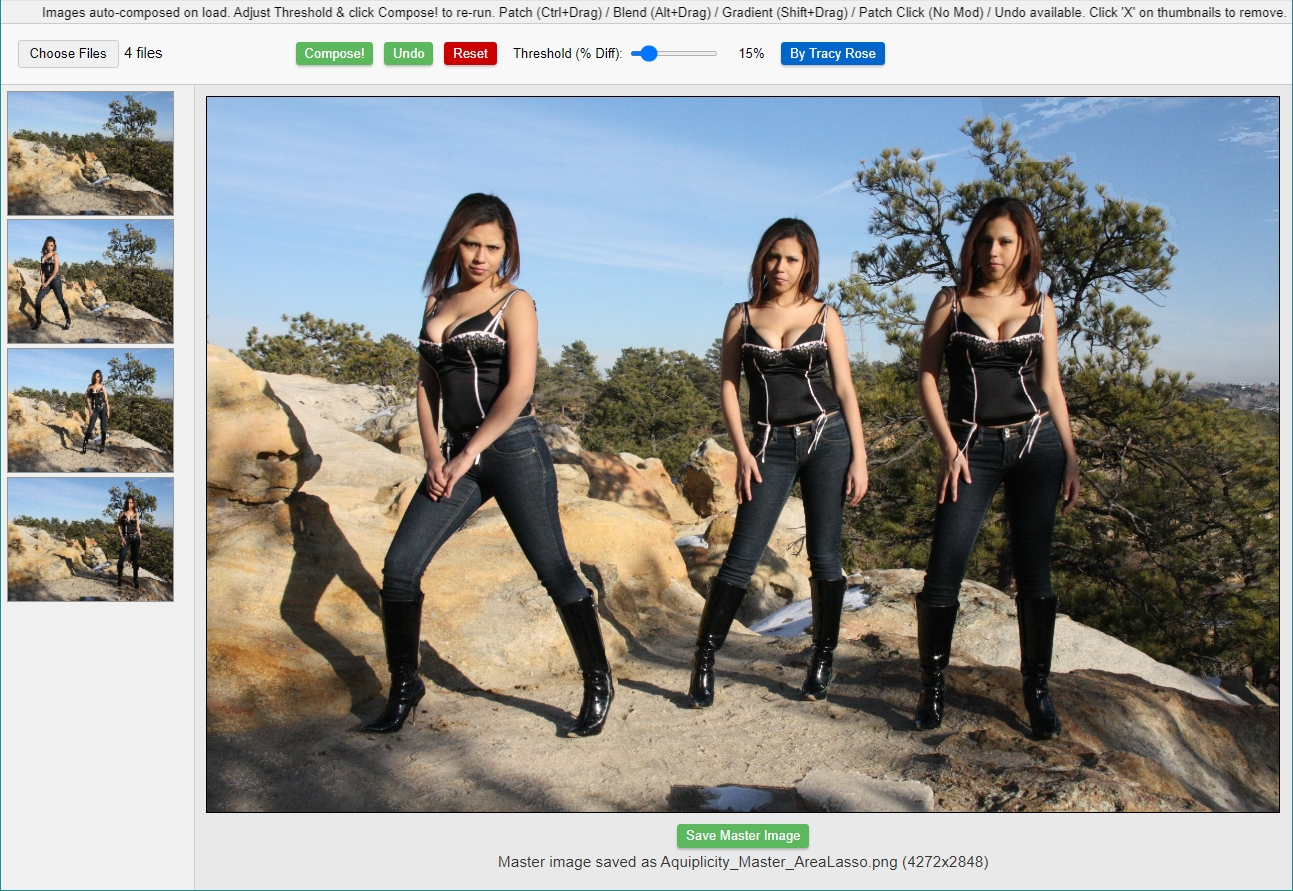 Images auto-composed on load. Adjust Threshold & click Compose! to re-run. Patch (Ctrl+Drag) / Blend (Alt+Drag) / Gradient (Shift+Drag) / Patch Click (No Mod) / Undo available. Click 'X' on thumbnails to remove.
Choose Files 4 files Compose! Undo Reset Threshold (% Diff): 15% By Tracy Rose
Save Master Image
Master image saved as Aquiplicity_Master_AreaLasso.png (4272x2848)